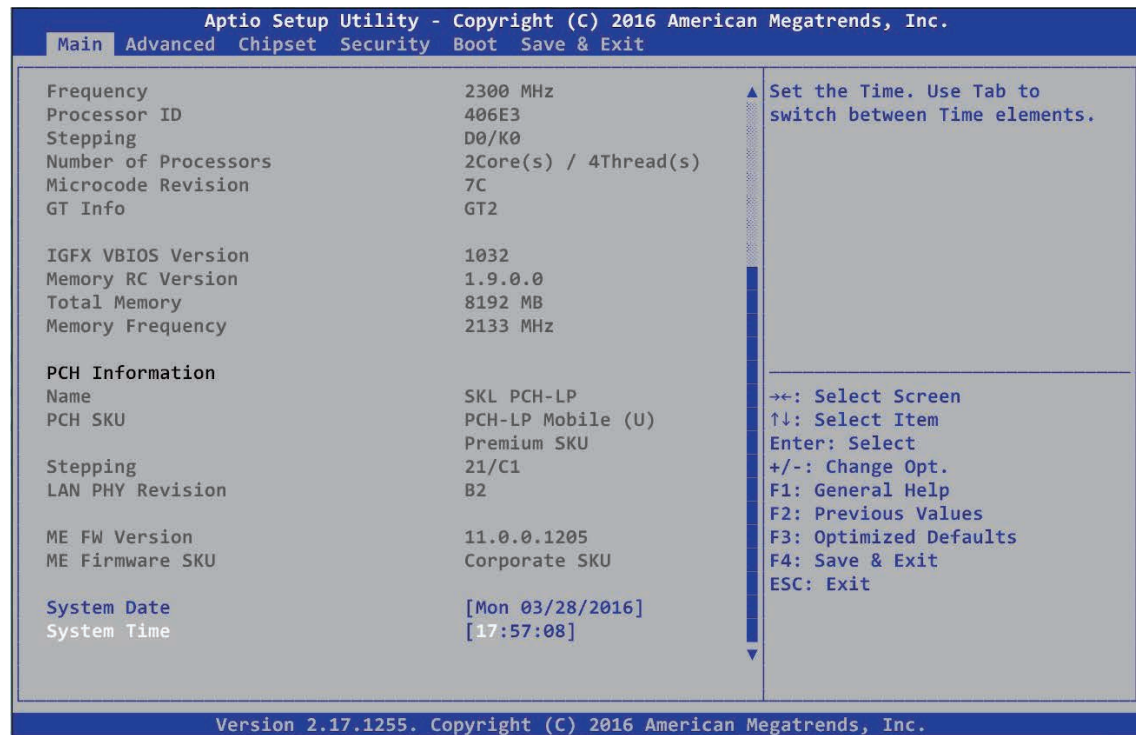 Aptio Setup Utility - Copyright (C) 2016 American Megatrends, Inc.
Main Advanced Chipset Security Boot Save & Exit
Frequency 2300 MHz
Processor ID 406E3
Stepping D0/K0
Number of Processors 2Core(s) / 4Thread(s)
Microcode Revision 7C
GT Info GT2
IGFX VBIOS Version 1032
Memory RC Version 1.9.0.0
Total Memory 8192 MB
Memory Frequency 2133 MHz
PCH Information
Name SKL PCH-LP
PCH SKU PCH-LP Mobile (U)
Premium SKU
Stepping 21/C1
LAN PHY Revision B2
ME FW Version 11.0.0.1205
ME Firmware SKU Corporate SKU
System Date [Mon 03/28/2016]
System Time [17:57:08]
Set the Time. Use Tab to
switch between Time elements.
→←: Select Screen
↑↓: Select Item
Enter: Select
+/-: Change Opt.
F1: General Help
F2: Previous Values
F3: Optimized Defaults
F4: Save & Exit
ESC: Exit
Version 2.17.1255. Copyright (C) 2016 American Megatrends, Inc.